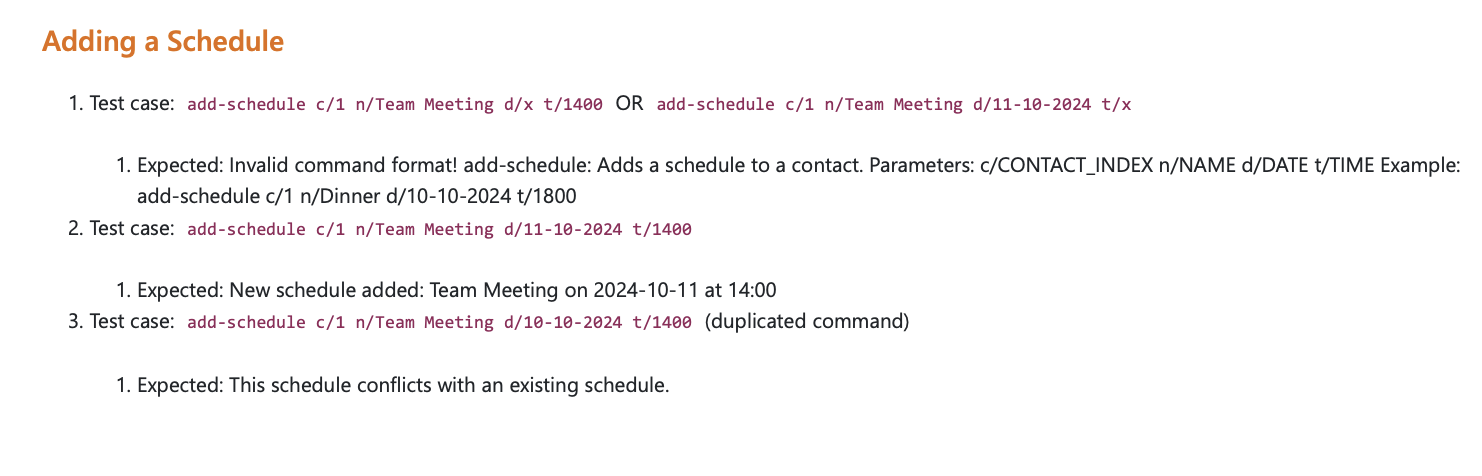 Adding a Schedule
1. Test case: add-schedule c/1 n/Team Meeting d/x t/1400 OR add-schedule c/1 n/Team Meeting d/11-10-2024 t/x
1. Expected: Invalid command format! add-schedule: Adds a schedule to a contact. Parameters: c/CONTACT_INDEX n/NAME d/DATE t/TIME Example:
add-schedule c/1 n/Dinner d/10-10-2024 t/1800
2. Test case: add-schedule c/1 n/Team Meeting d/11-10-2024 t/1400
1. Expected: New schedule added: Team Meeting on 2024-10-11 at 14:00
3. Test case: add-schedule c/1 n/Team Meeting d/10-10-2024 t/1400 (duplicated command)
1. Expected: This schedule conflicts with an existing schedule.